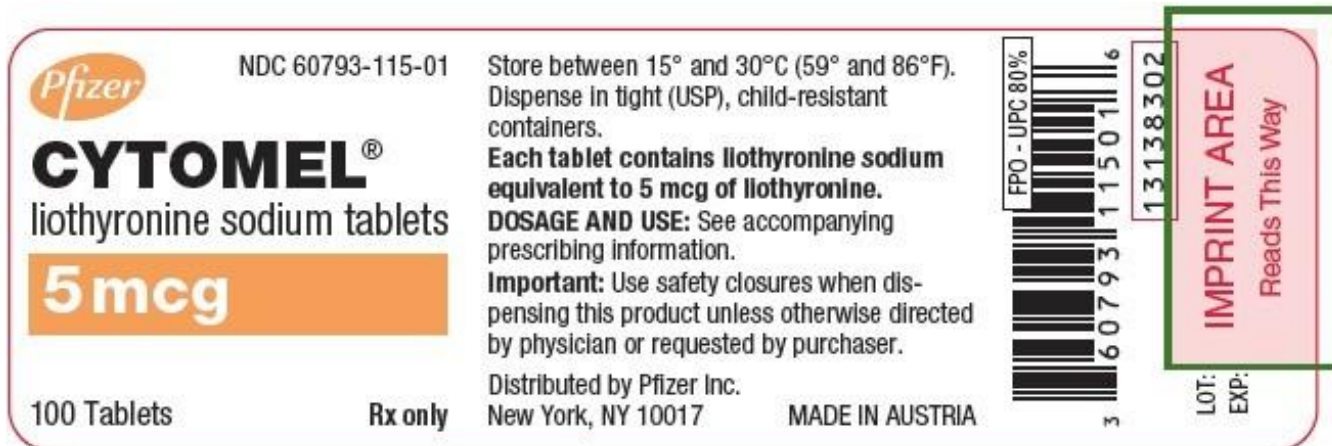 Pfizer
NDC 60793-115-01
CYTOMEL®
liothyronine sodium tablets
5 mcg
100 Tablets
Rx only
Store between 15° and 30°C (59° and 86°F).
Dispense in tight (USP), child-resistant
containers.
Each tablet contains liothyronine sodium
equivalent to 5 mcg of liothyronine.
DOSAGE AND USE: See accompanying
prescribing information.
Important: Use safety closures when dis-
pensing this product unless otherwise directed
by physician or requested by purchaser.
Distributed by Pfizer Inc.
New York, NY 10017 MADE IN AUSTRIA
FPO - UPC 80%
3 60793 11501 6
13138302
IMPRINT AREA
Reads This Way
LOT:
EXP: